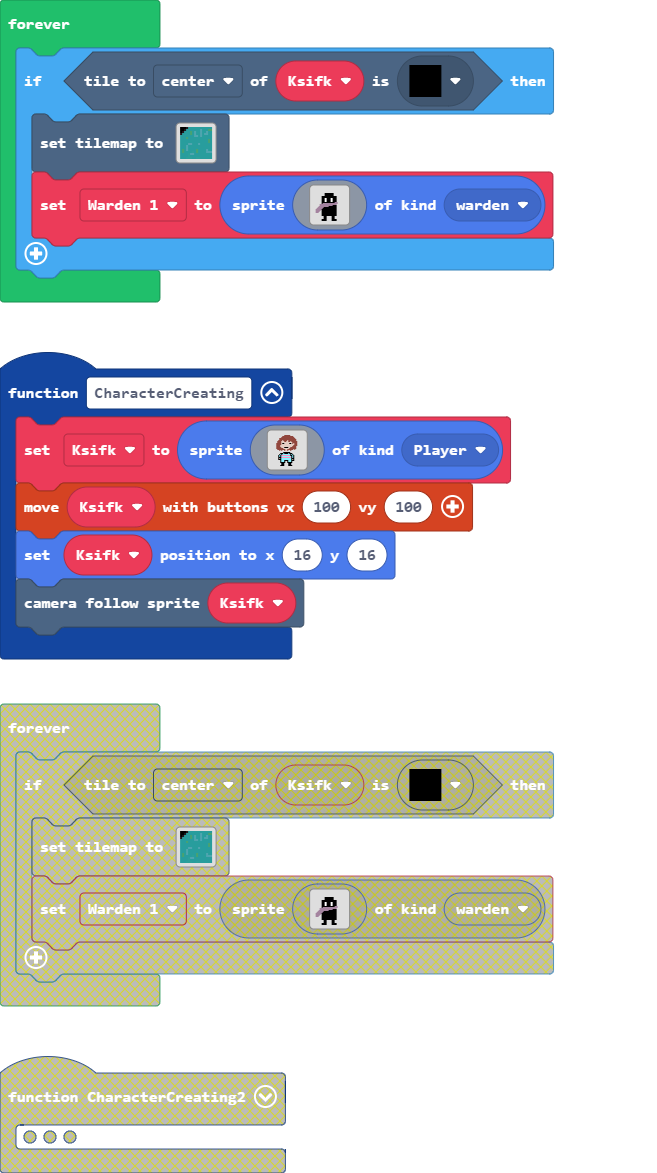 forever
if tile to center of Ksifk is then
set tilemap to
set Warden 1 to sprite of kind warden
function CharacterCreating
set Ksifk to sprite of kind Player
move Ksifk with buttons vx 100 vy 100
set Ksifk position to x 16 y 16
camera follow sprite Ksifk
forever
if tile to center of Ksifk is then
set tilemap to
set Warden 1 to sprite of kind warden
function CharacterCreating2